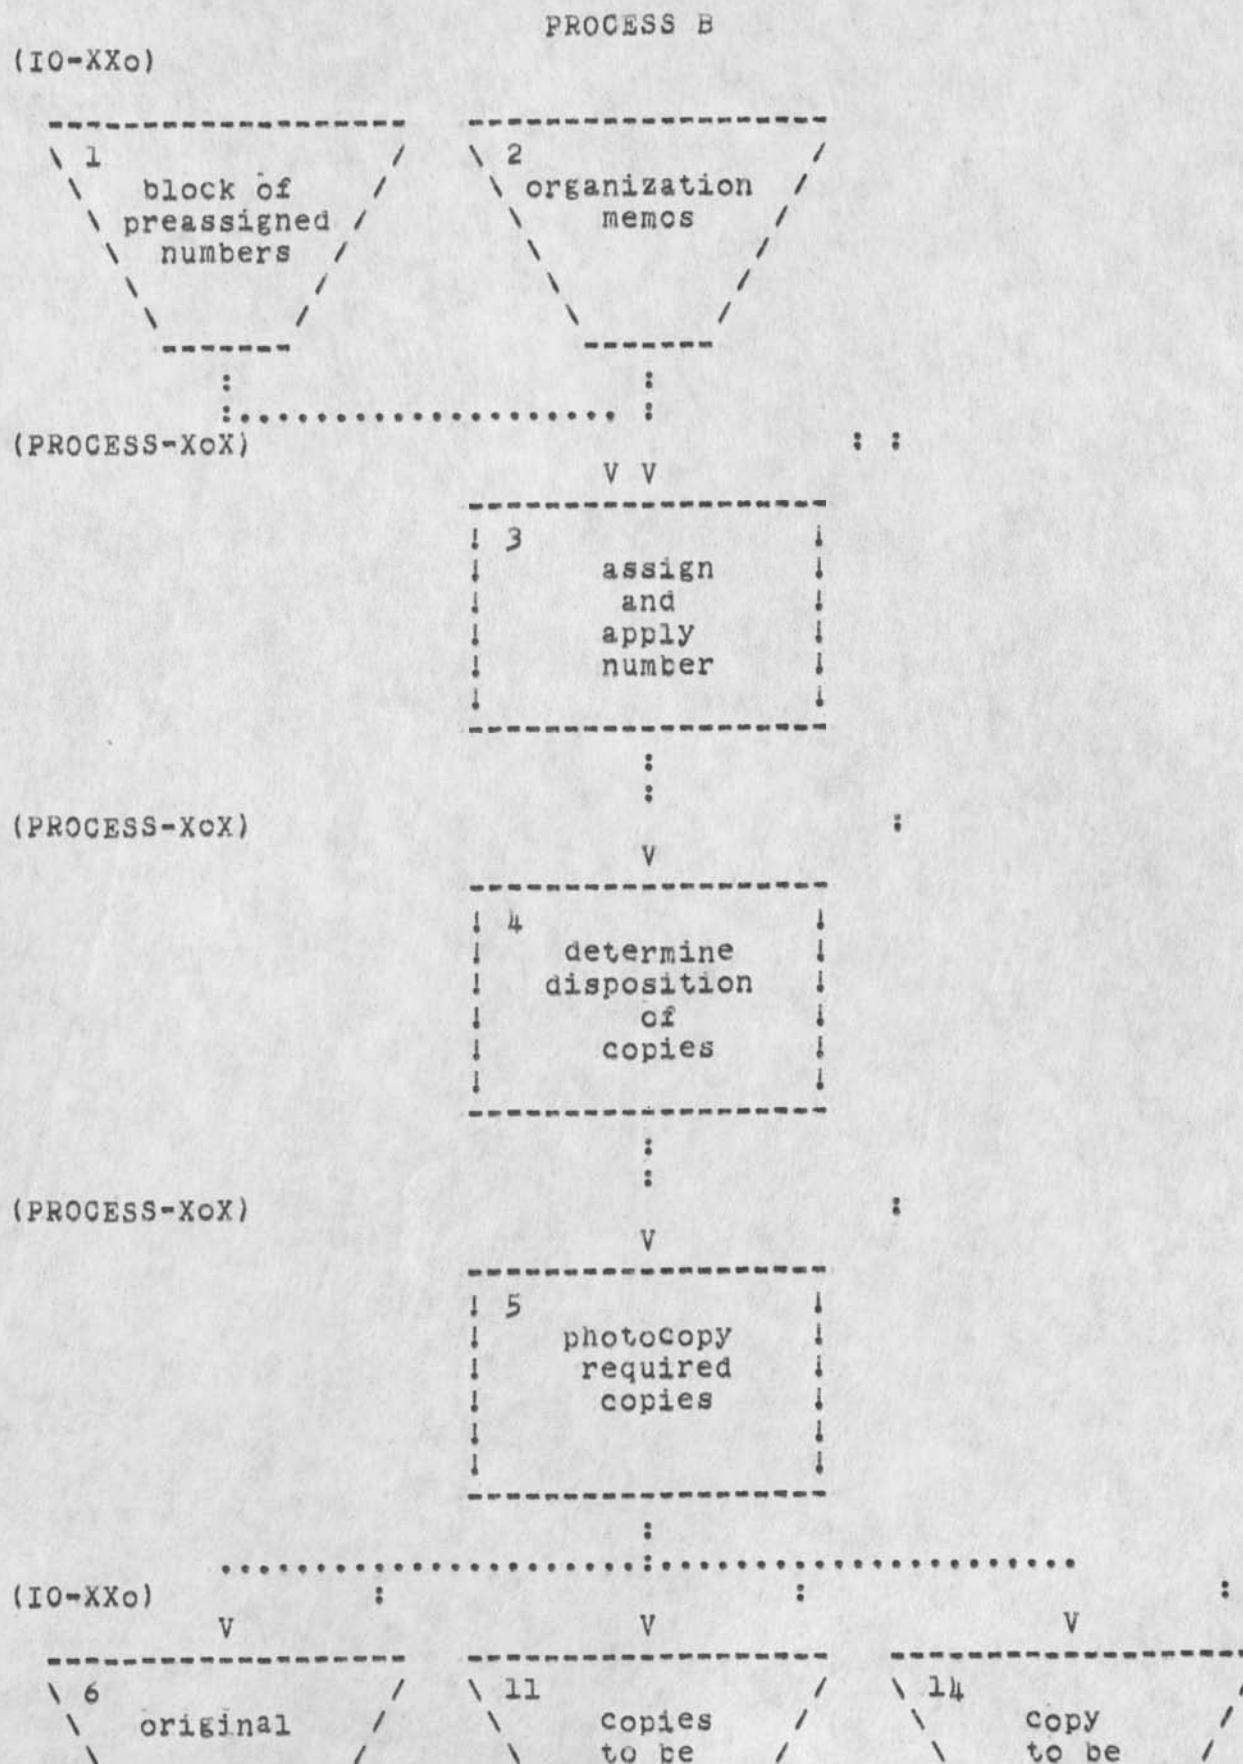 PROCESS B
(IO-XXo)
1 2
block of organization
preassigned memos
numbers
(PROCESS-XoX)
V V
3
assign
and
apply
number
(PROCESS-XoX)
V
4
determine
disposition
of
copies
(PROCESS-XoX)
V
5
photocopy
required
copies
(IO-XXo)
V V V
6 11 14
original copies copy
to be to be